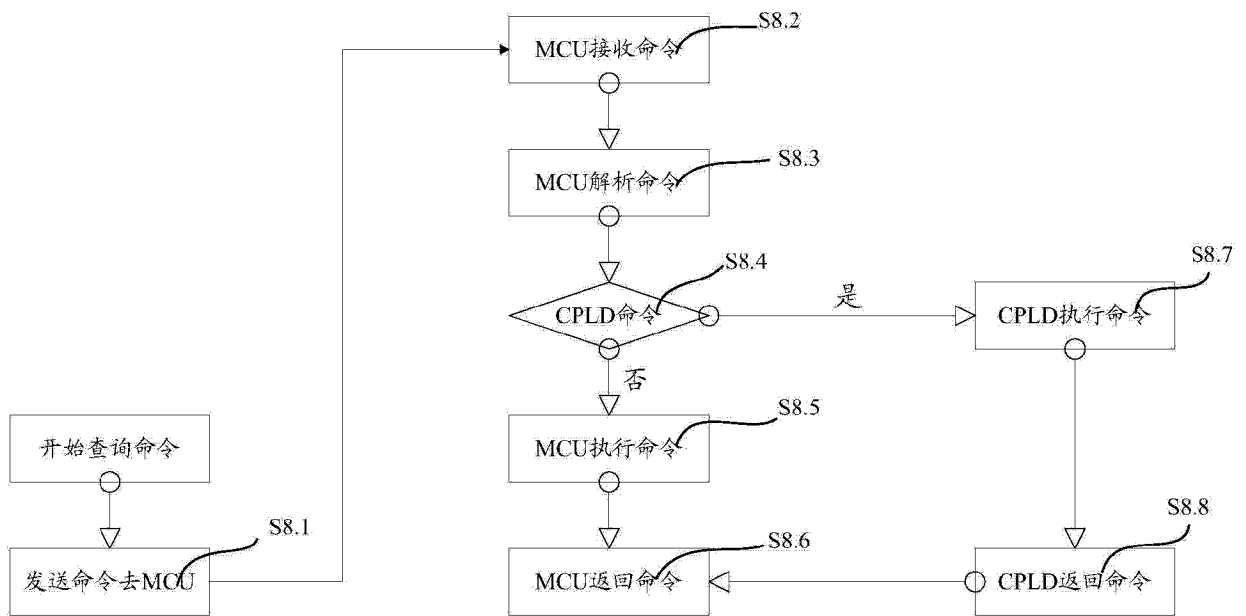 S8.2
MCU接收命令
S8.3
MCU解析命令
S8.4
CPLD命令
是
S8.7
CPLD执行命令
否
S8.5
MCU执行命令
开始查询命令
S8.1
发送命令去MCU
S8.6
MCU返回命令
S8.8
CPLD返回命令